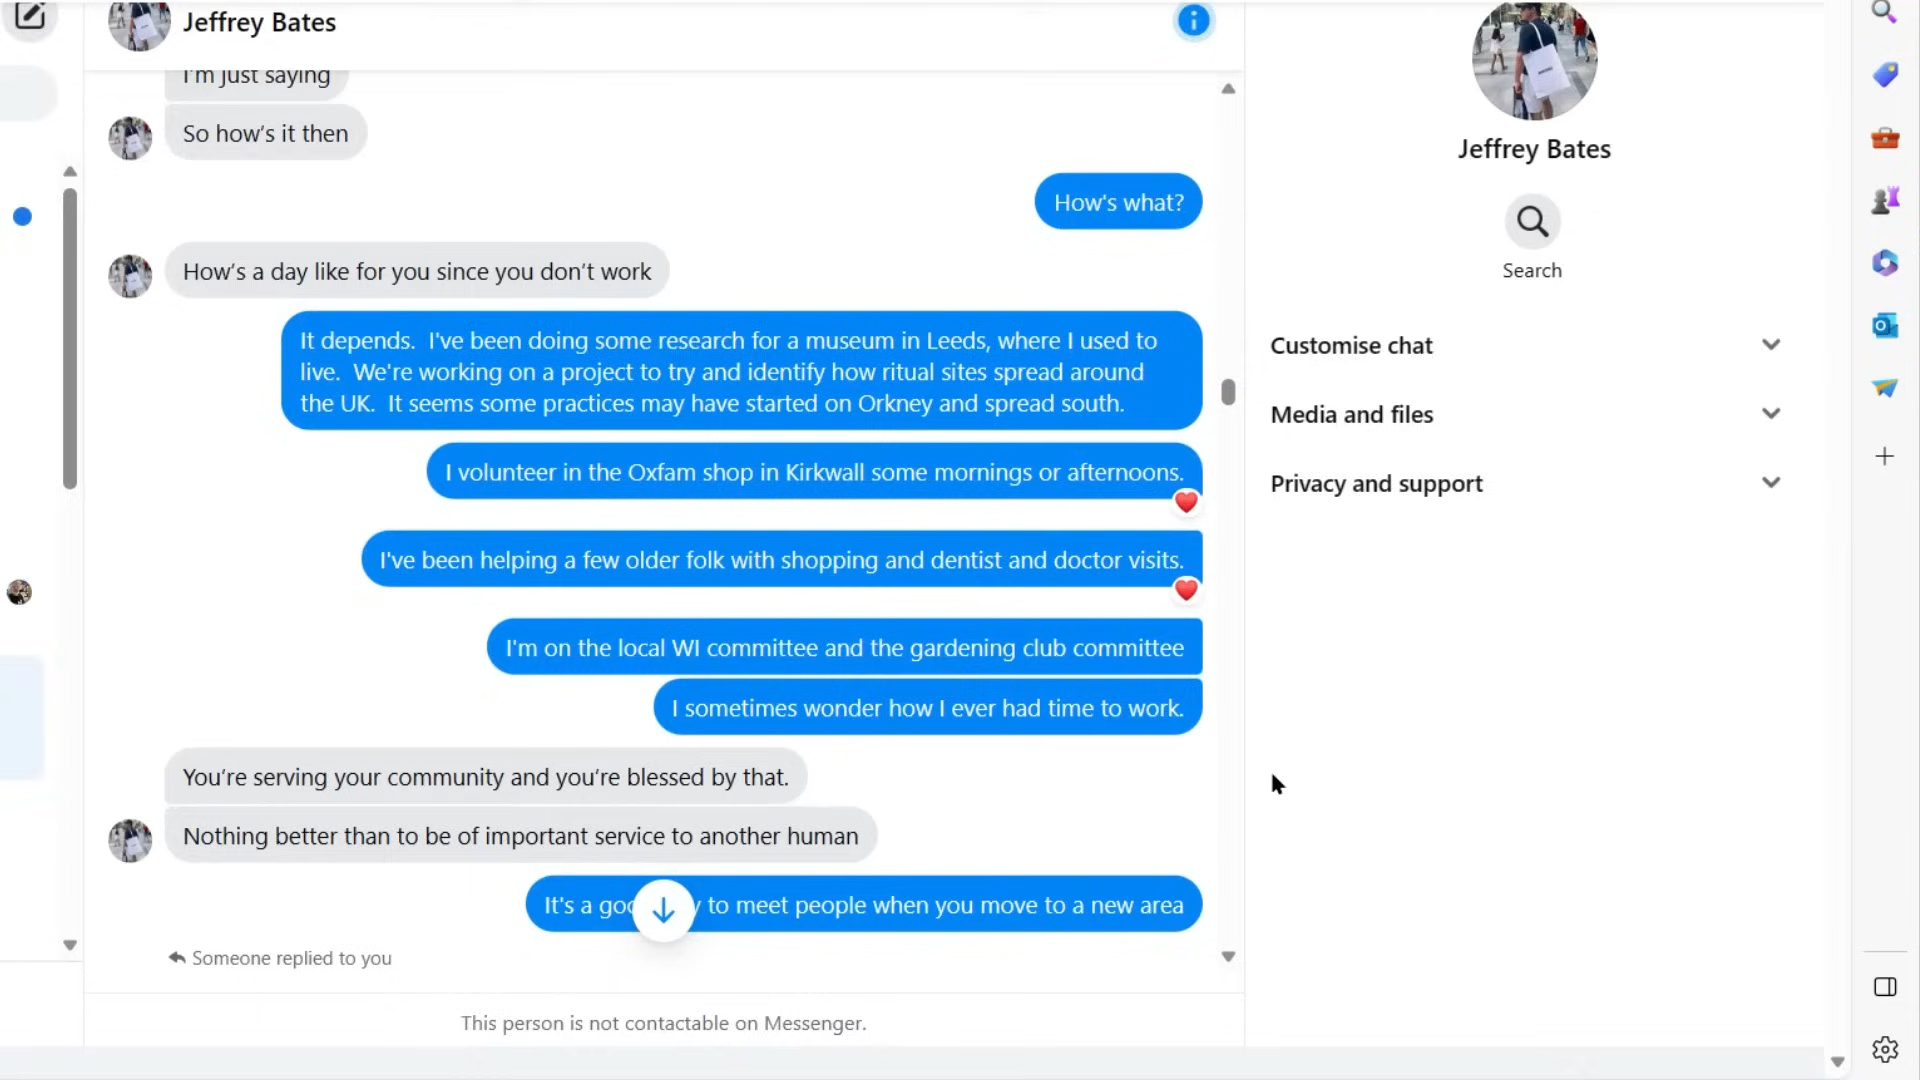 Jeffrey Bates
I'm just saying
So how's it then
How's what?
How's a day like for you since you don't work
It depends.  I've been doing some research for a museum in Leeds, where I used to
live.  We're working on a project to try and identify how ritual sites spread around
the UK.  It seems some practices may have started on Orkney and spread south.
I volunteer in the Oxfam shop in Kirkwall some mornings or afternoons.
I've been helping a few older folk with shopping and dentist and doctor visits.
I'm on the local WI committee and the gardening club committee
I sometimes wonder how I ever had time to work.
You're serving your community and you're blessed by that.
Nothing better than to be of important service to another human
It's a to meet people when you move to a new area
Someone replied to you
This person is not contactable on Messenger.
Jeffrey Bates
Search
Customise chat
Media and files
Privacy and support